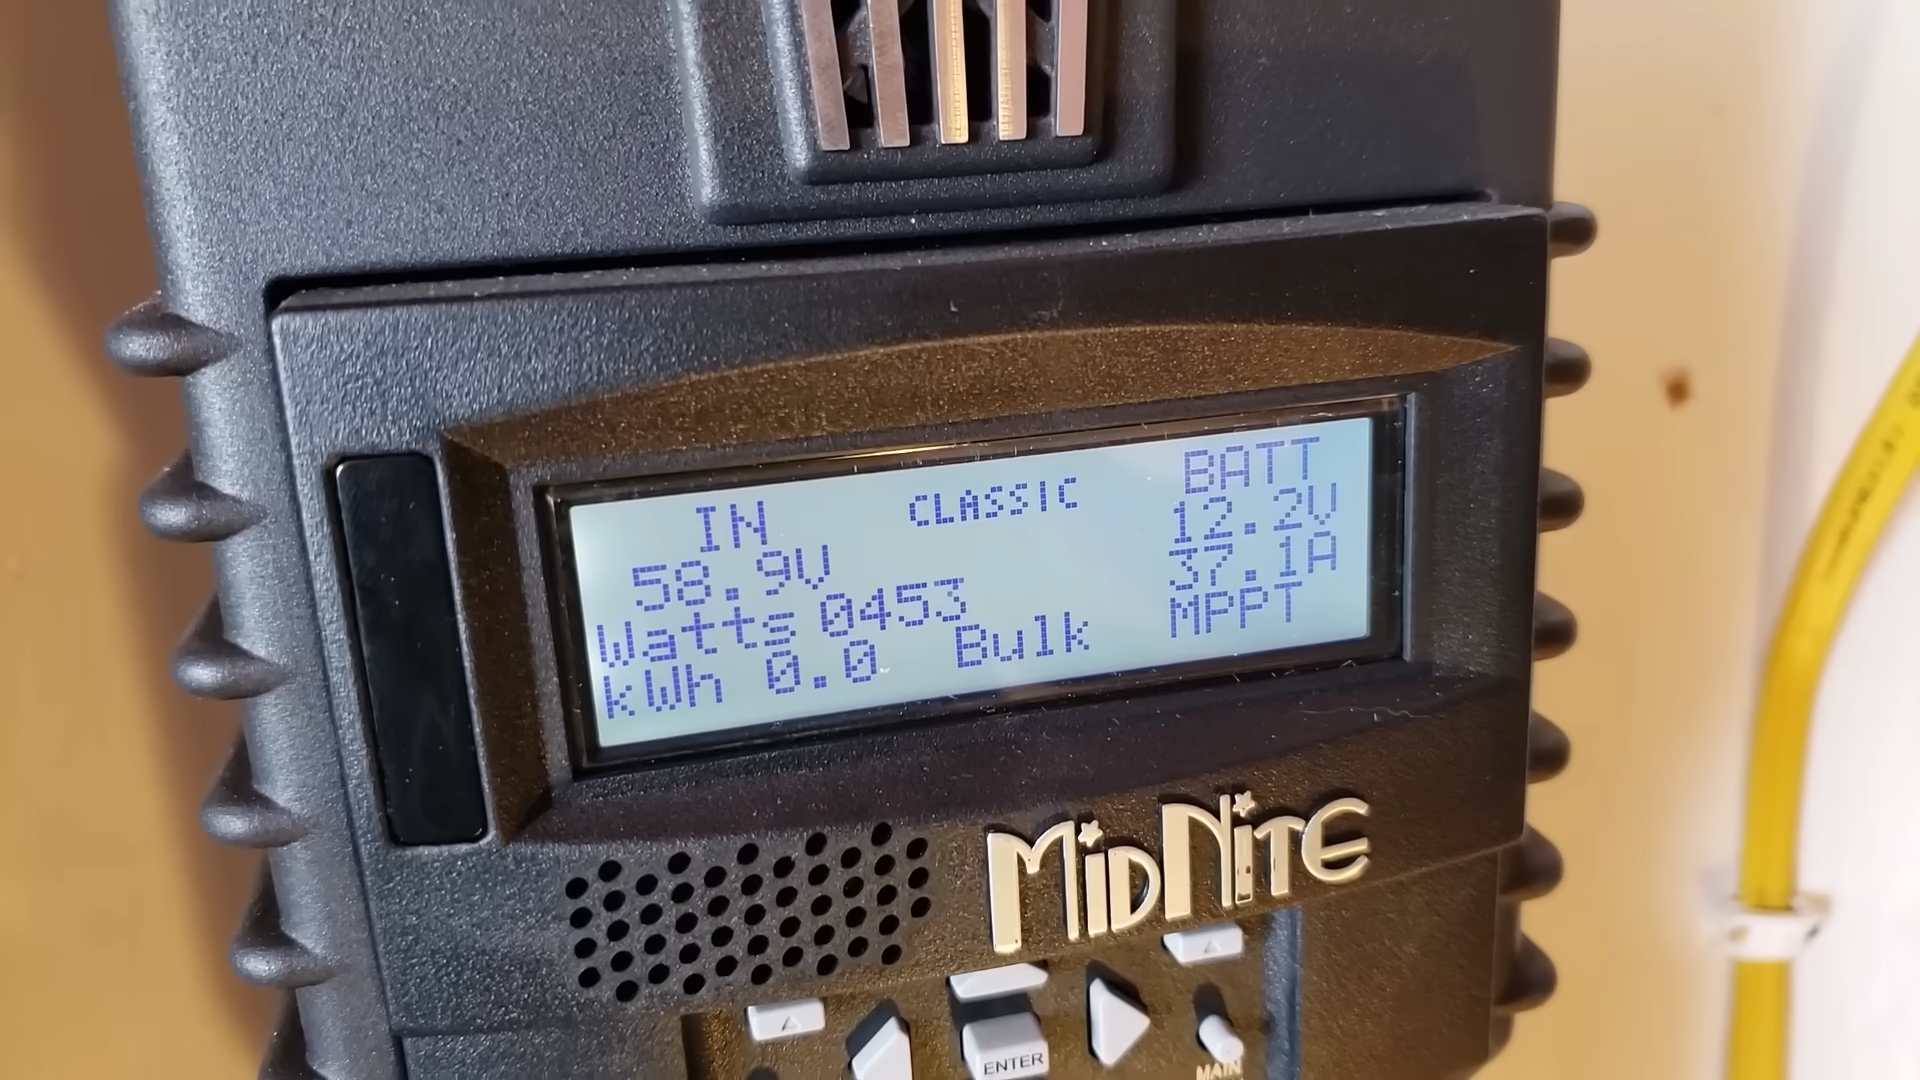 IN CLASSIC BATT
58.9V 12.2V
Watts 0453 37.1A
kWh 0.0 Bulk MPPT
MIDNITE
ENTER
MAIN